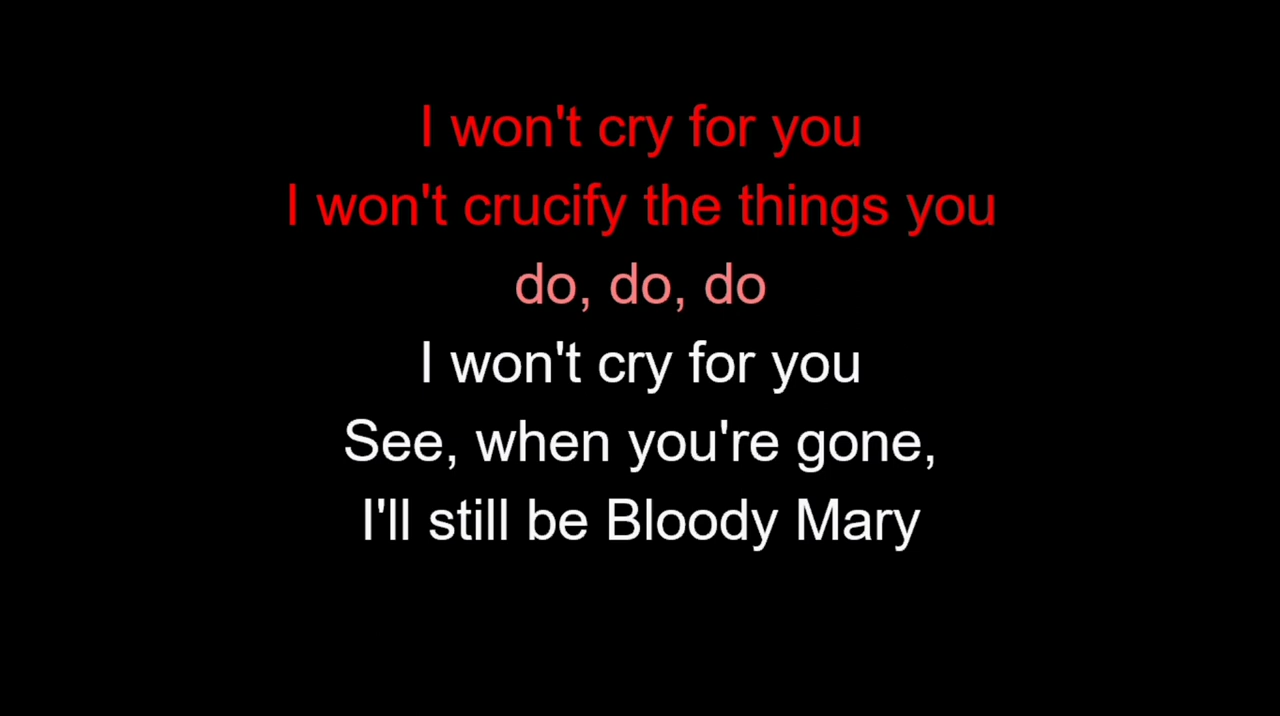 I won't cry for you
I won't crucify the things you
do, do, do
I won't cry for you
See, when you're gone,
I'll still be Bloody Mary